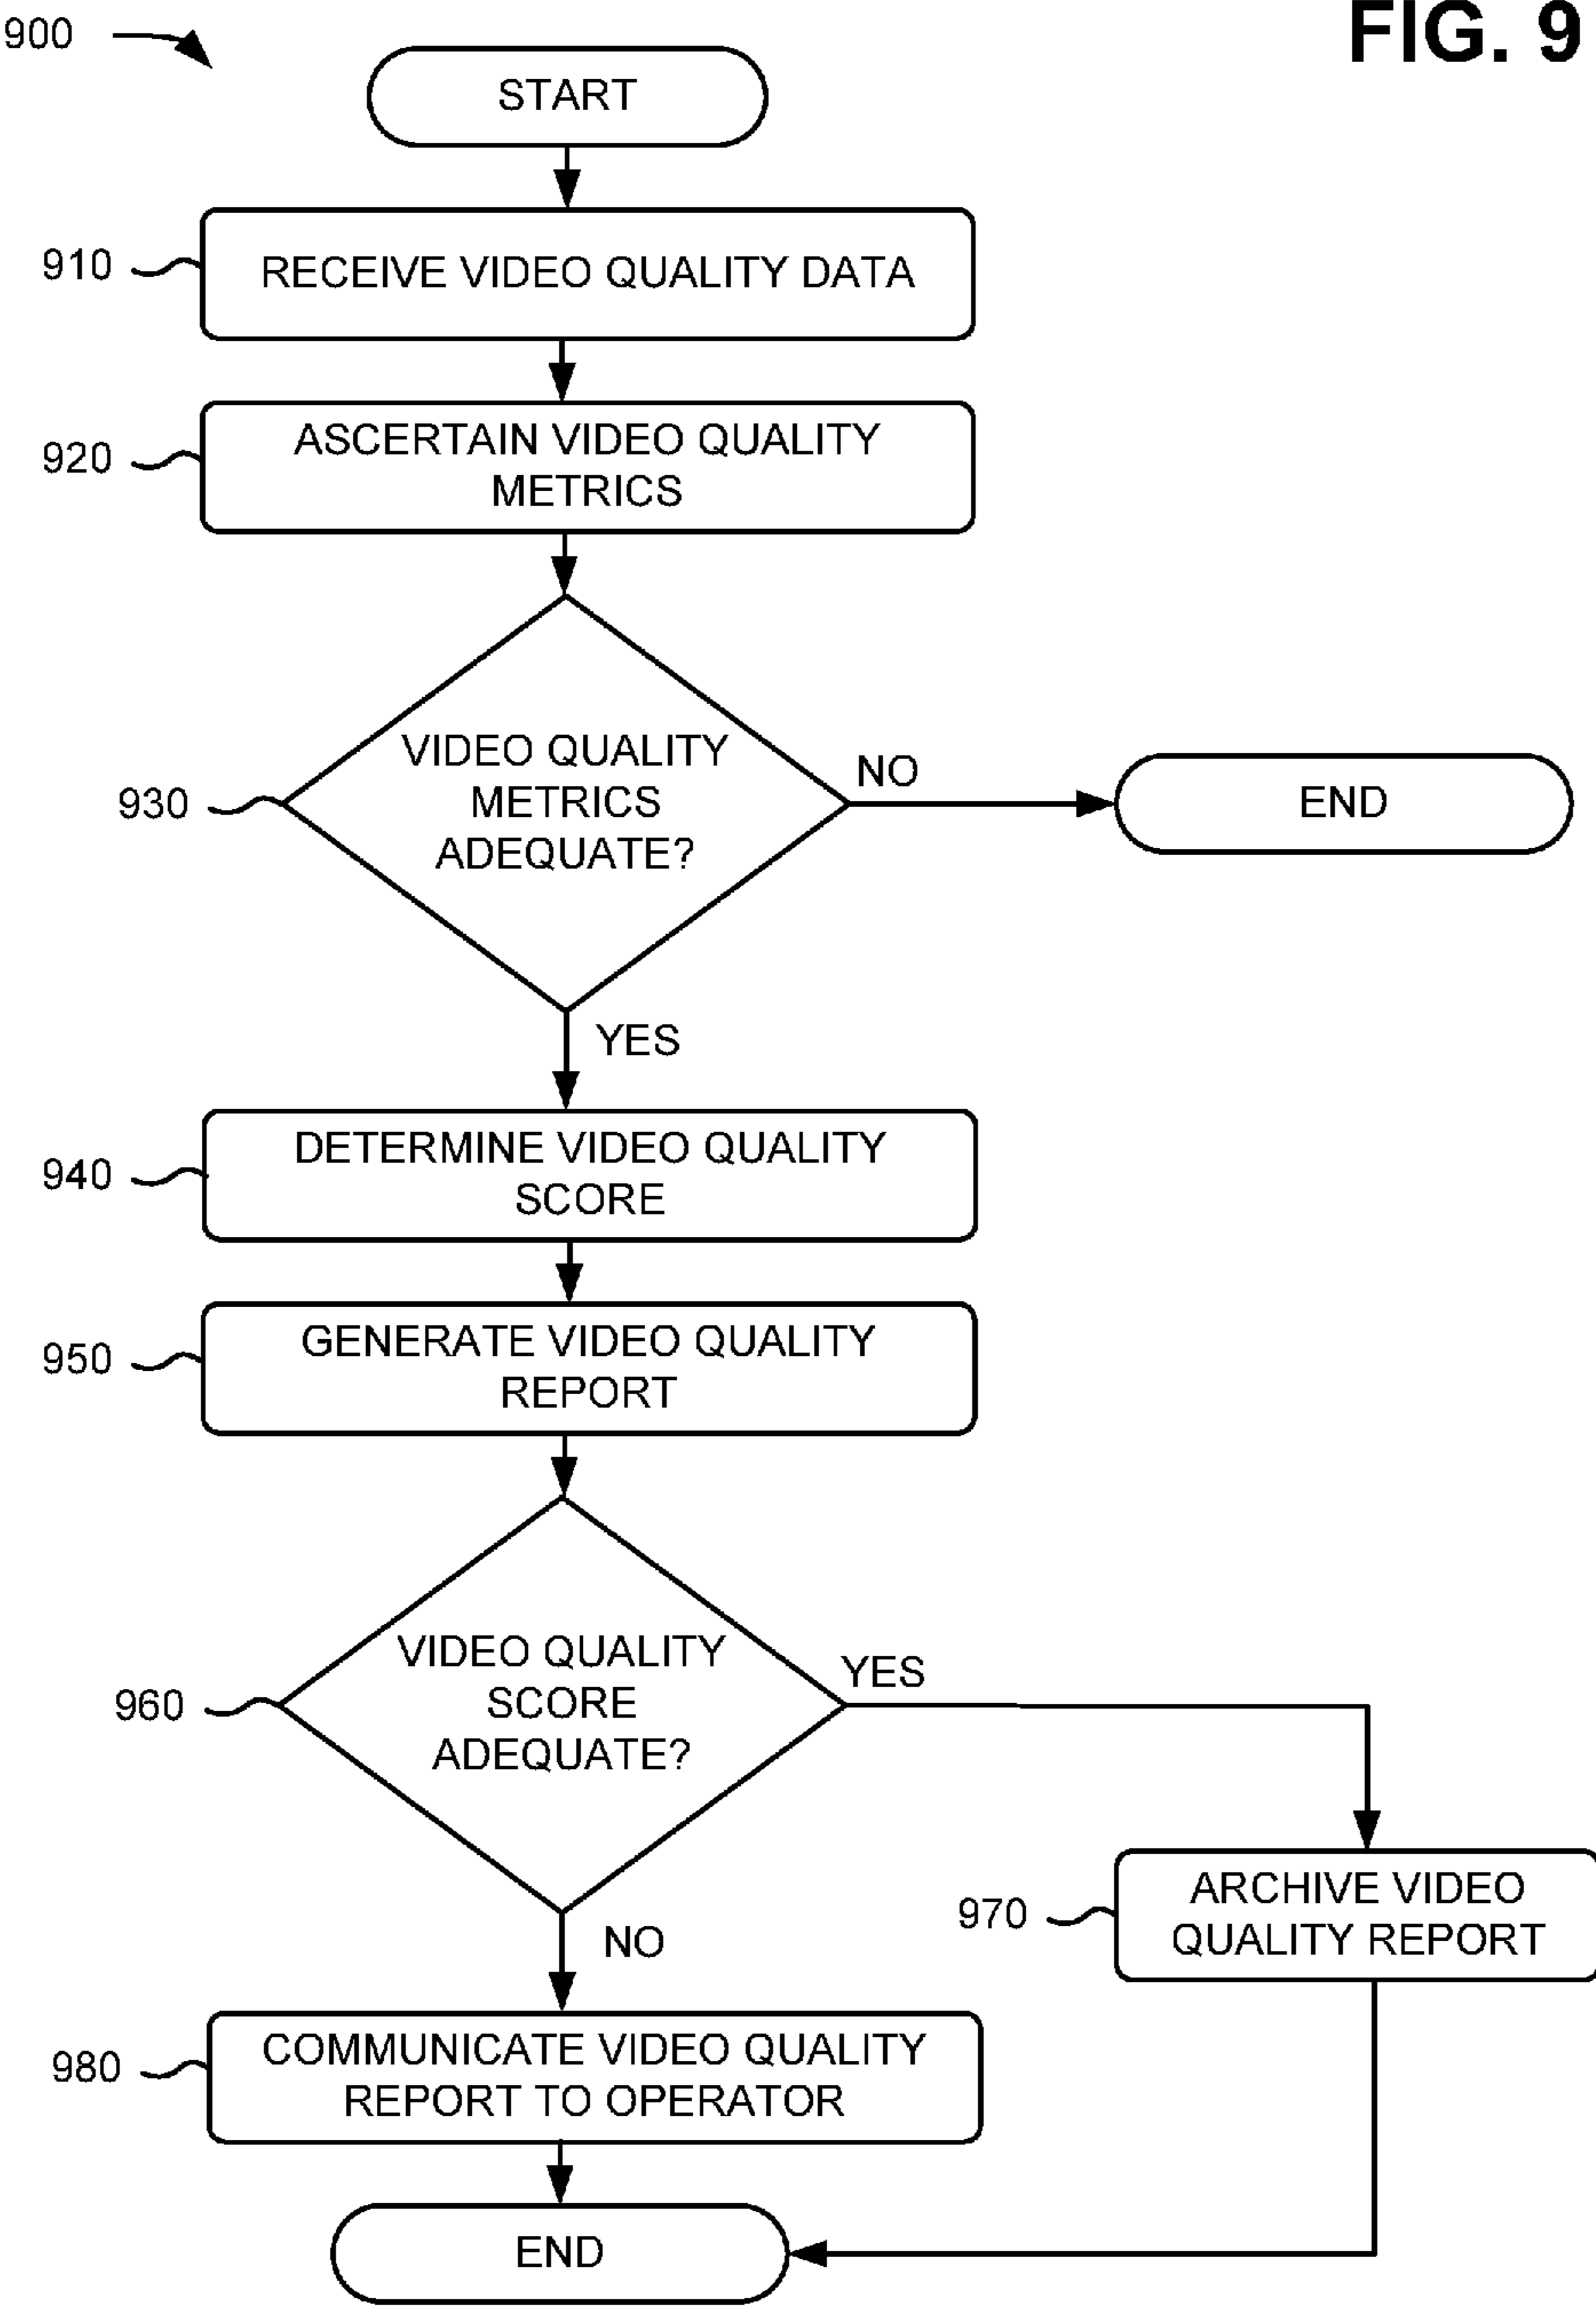 FIG. 9
900
START
910
RECEIVE VIDEO QUALITY DATA
920
ASCERTAIN VIDEO QUALITY
METRICS
930
VIDEO QUALITY
METRICS
ADEQUATE?
NO
END
YES
940
DETERMINE VIDEO QUALITY
SCORE
950
GENERATE VIDEO QUALITY
REPORT
960
VIDEO QUALITY
SCORE
ADEQUATE?
YES
970
ARCHIVE VIDEO
QUALITY REPORT
NO
980
COMMUNICATE VIDEO QUALITY
REPORT TO OPERATOR
END